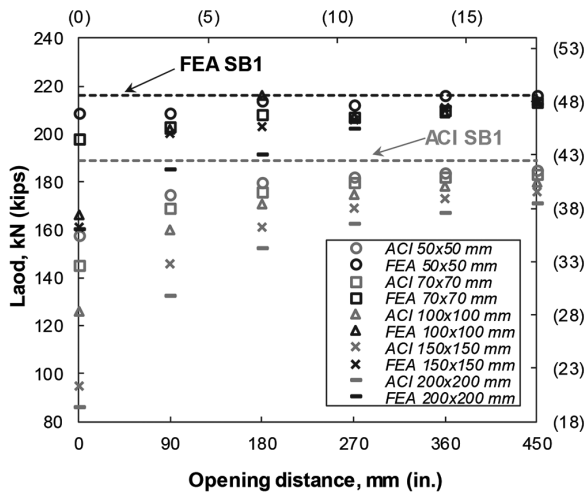 (0) (5) (10) (15)
240 (53)
FEA SB1
220
(48)
200
ACI SB1
(43)
180
(38)
160
(33)
140
(28)
120
100 (23)
80 (18)
Laod, kN (kips)
ACI 50x50 mm
FEA 50x50 mm
ACI 70x70 mm
FEA 70x70 mm
ACI 100x100 mm
FEA 100x100 mm
ACI 150x150 mm
FEA 150x150 mm
ACI 200x200 mm
FEA 200x200 mm
0 90 180 270 360 450
Opening distance, mm (in.)